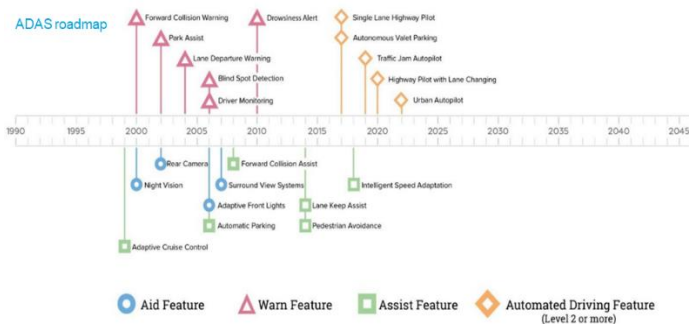 ADAS roadmap
Forward Collision Warning
Drowsiness Alert
Single Lane Highway Pilot
Park Assist
Autonomous Valet Parking
Lane Departure Warning
Traffic Jam Autopilot
Blind Spot Detection
Highway Pilot with Lane Changing
Driver Monitoring
Urban Autopilot
1990 1995 2000 2005 2010 2015 2020 2025 2030 2035 2040 2045
Rear Camera
Forward Collision Assist
Night Vision
Surround View Systems
Intelligent Speed Adaptation
Adaptive Front Lights
Lane Keep Assist
Automatic Parking
Pedestrian Avoidance
Adaptive Cruise Control
Aid Feature
Warn Feature
Assist Feature
Automated Driving Feature
(Level 2 or more)